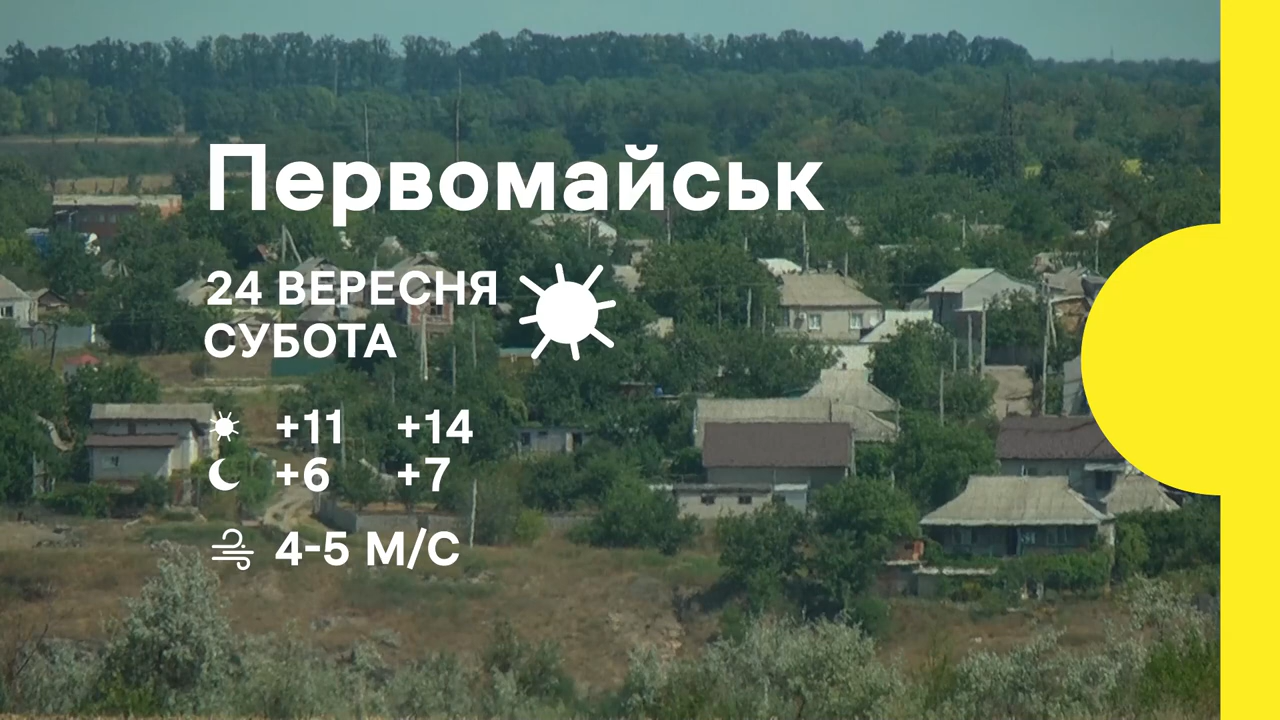 Первомайськ
24 ВЕРЕСНЯ
СУБОТА
+11 +14
+6 +7
4-5 М/С